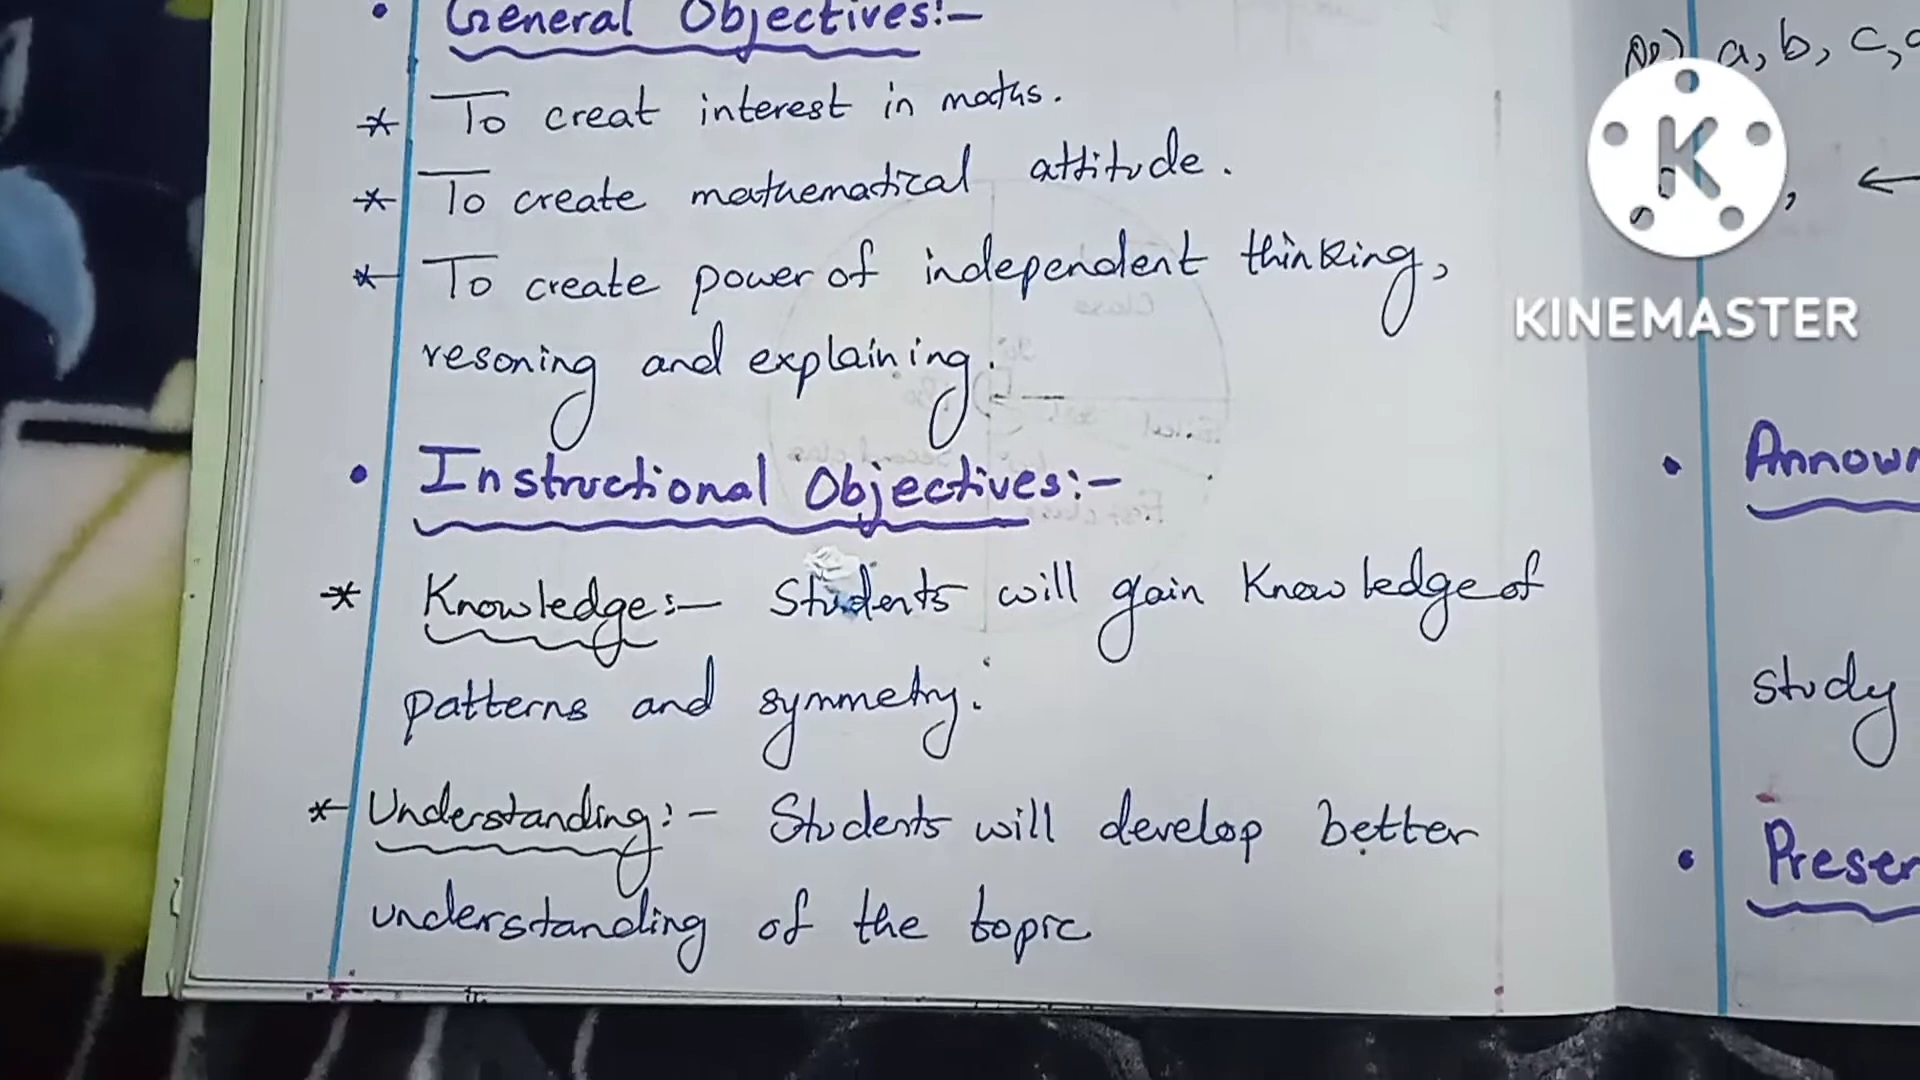 • General Objectives:-
* To creat interest in maths.
* To create mathematical attitude.
* To create power of independent thinking,
resoning and explaining.
• Instructional Objectives:-
* Knowledge:- Students will gain Knowledge of
patterns and symmetry.
* Understanding:- Students will develop better
understanding of the topic
a, b, c,
KINEMASTER
•
study
•